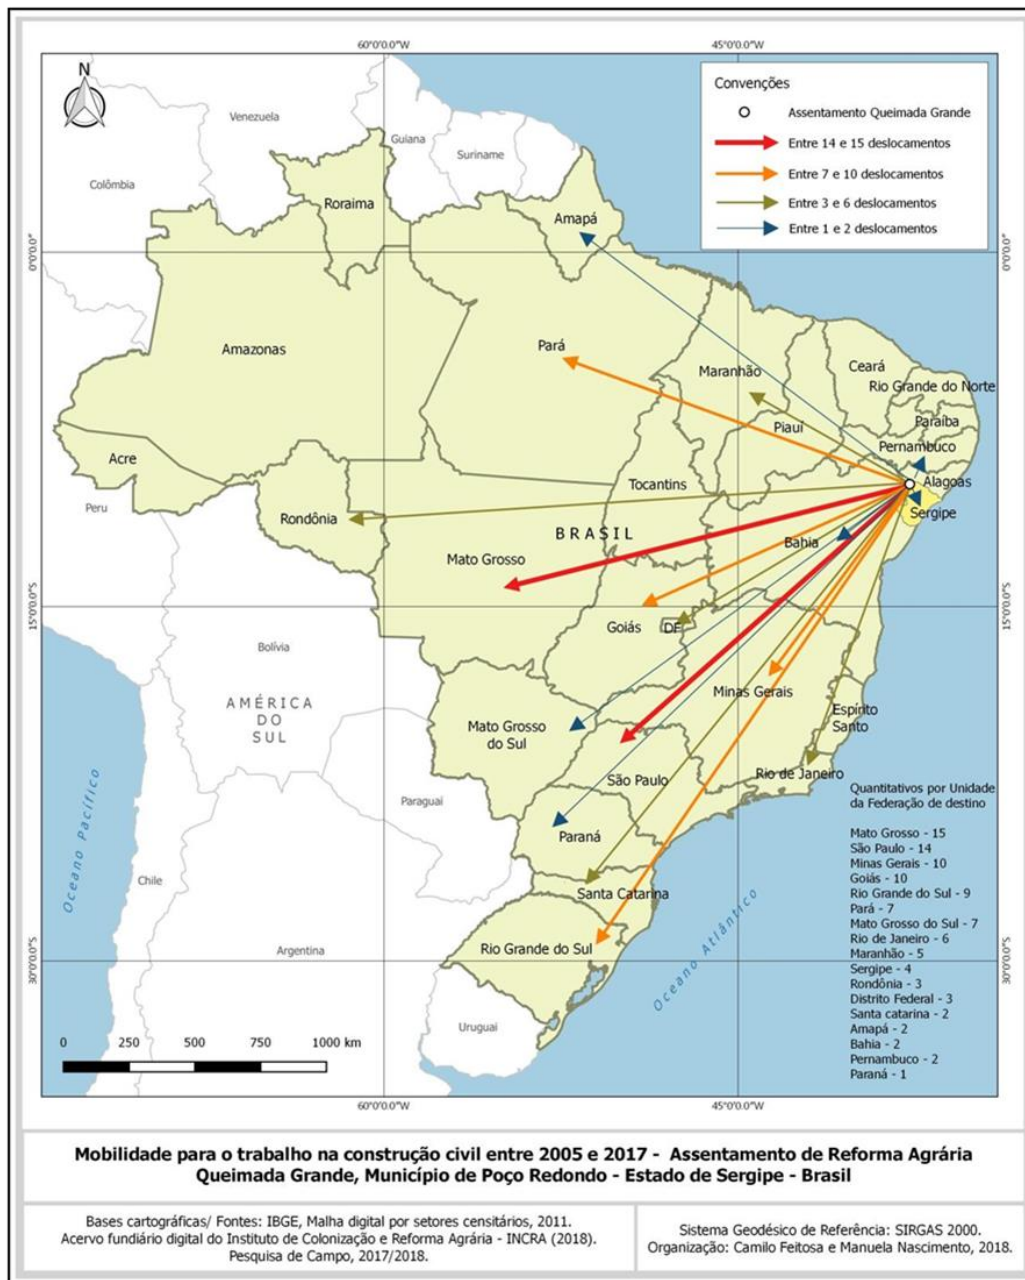 60°0'0.0"W
45°0'0.0"W
N
Convenções
Assentamento Queimada Grande
Entre 14 e 15 deslocamentos
Entre 7 e 10 deslocamentos
Entre 3 e 6 deslocamentos
Entre 1 e 2 deslocamentos
Venezuela
Guiana
Suriname
Colômbia
Roraima
Amapá
0°0'0.0"
0°0'0.0"
Amazonas
Pará
Maranhão
Ceará
Rio Grande do Norte
Paraíba
Piauí
Pernambuco
Acre
Tocantins
Alagoas
Peru
Rondônia
Sergipe
BRASIL
Bahia
Mato Grosso
15°0'0.0"S
15°0'0.0"S
Goiás
DF
Bolívia
AMÉRICA
DO
SUL
Minas Gerais
Espírito
Santo
Mato Grosso
do Sul
São Paulo
Rio de Janeiro
Paraguai
Oceano Pacífico
Paraná
Chile
Santa Catarina
Oceano Atlântico
Argentina
Rio Grande do Sul
30°0'0.0"S
30°0'0.0"S
Uruguai
Quantitativos por Unidade
da Federação de destino
Mato Grosso - 15
São Paulo - 14
Minas Gerais - 10
Goiás - 10
Rio Grande do Sul - 9
Pará - 7
Mato Grosso do Sul - 7
Rio de Janeiro - 6
Maranhão - 5
Sergipe - 4
Rondônia - 3
Distrito Federal - 3
Santa catarina - 2
Amapá - 2
Bahia - 2
Pernambuco - 2
Paraná - 1
0 250 500 750 1000 km
60°0'0.0"W
45°0'0.0"W
Mobilidade para o trabalho na construção civil entre 2005 e 2017 - Assentamento de Reforma Agrária
Queimada Grande, Município de Poço Redondo - Estado de Sergipe - Brasil
Bases cartográficas/ Fontes: IBGE, Malha digital por setores censitários, 2011.
Acervo fundiário digital do Instituto de Colonização e Reforma Agrária - INCRA (2018).
Pesquisa de Campo, 2017/2018.
Sistema Geodésico de Referência: SIRGAS 2000.
Organização: Camilo Feitosa e Manuela Nascimento, 2018.